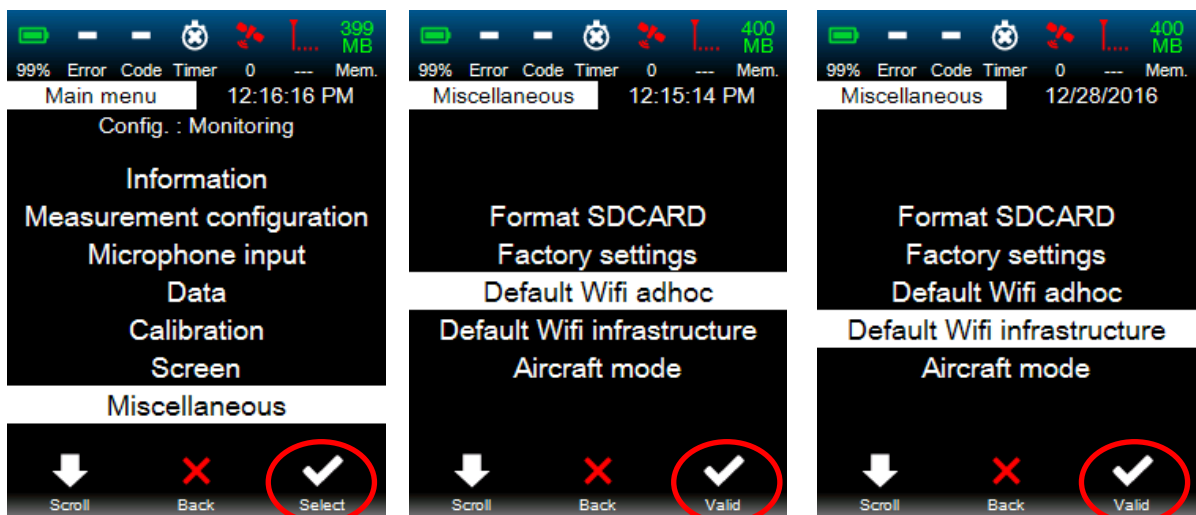 399
MB
99% Error Code Timer 0 --- Mem.
Main menu 12:16:16 PM
Config. : Monitoring
Information
Measurement configuration
Microphone input
Data
Calibration
Screen
Miscellaneous
Scroll Back Select
400
MB
99% Error Code Timer 0 --- Mem.
Miscellaneous 12:15:14 PM
Format SDCARD
Factory settings
Default Wifi adhoc
Default Wifi infrastructure
Aircraft mode
Scroll Back Valid
400
MB
99% Error Code Timer 0 --- Mem.
Miscellaneous 12/28/2016
Format SDCARD
Factory settings
Default Wifi adhoc
Default Wifi infrastructure
Aircraft mode
Scroll Back Valid